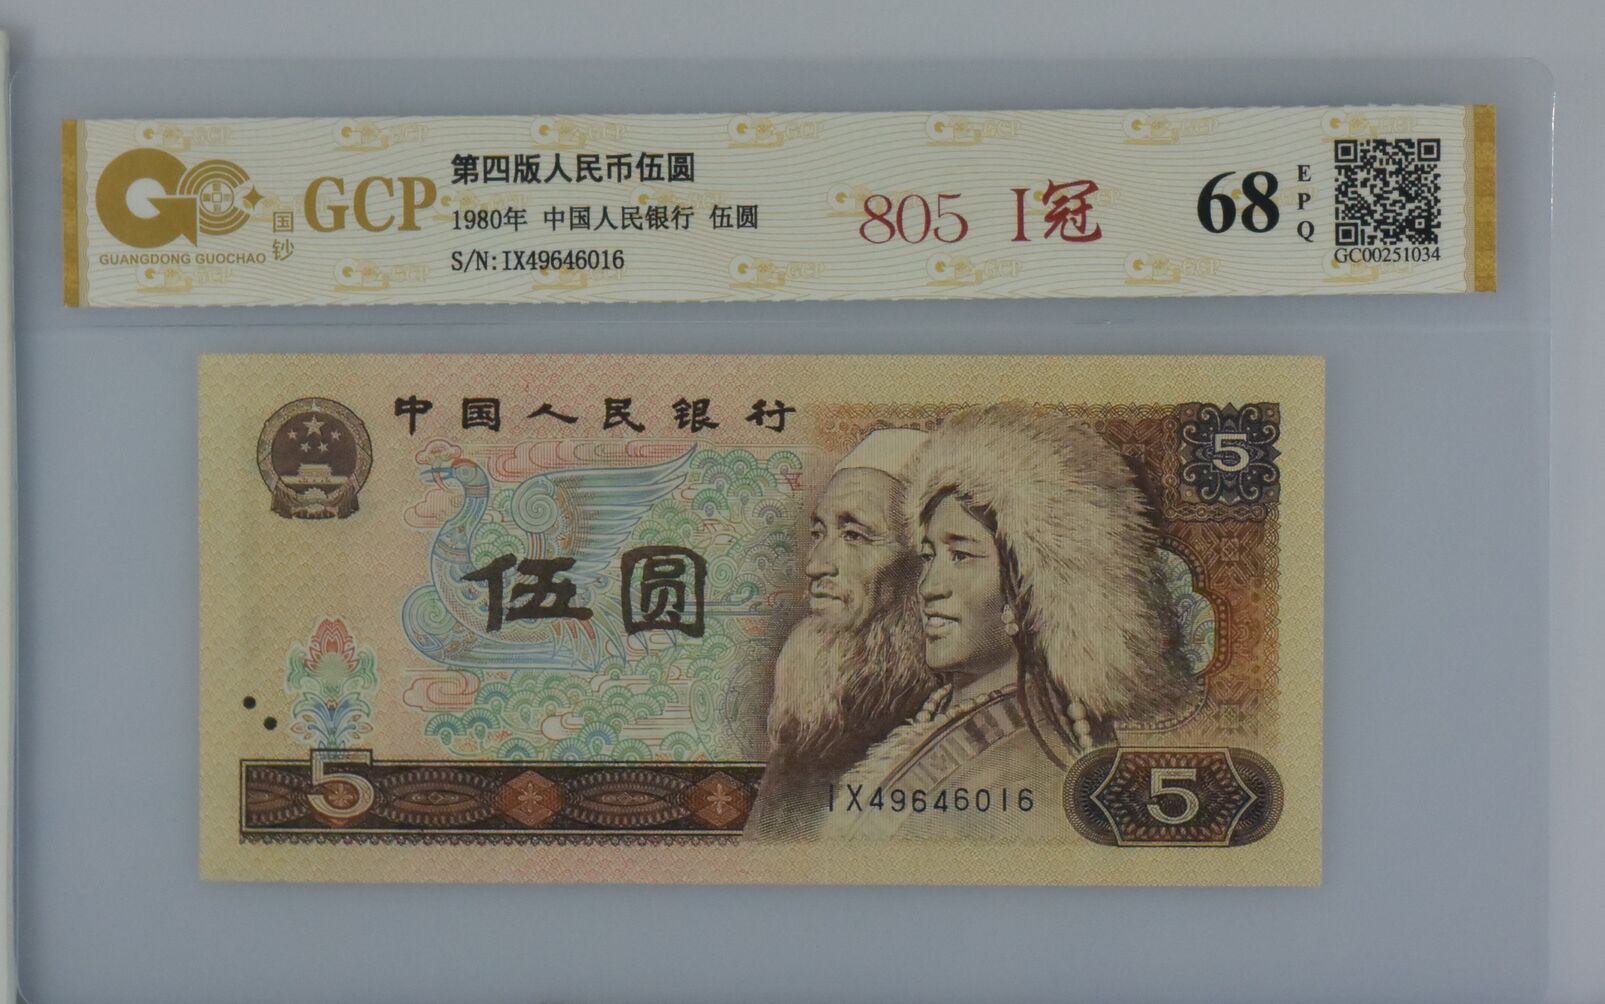 GCP
国钞
GUANGDONG GUOCHAO
第四版人民币伍圆
1980年 中国人民银行 伍圆
S/N:IX49646016
805 I冠
68
EPQ
GC00251034
中国人民银行
5
伍圆
5
IX49646016
5